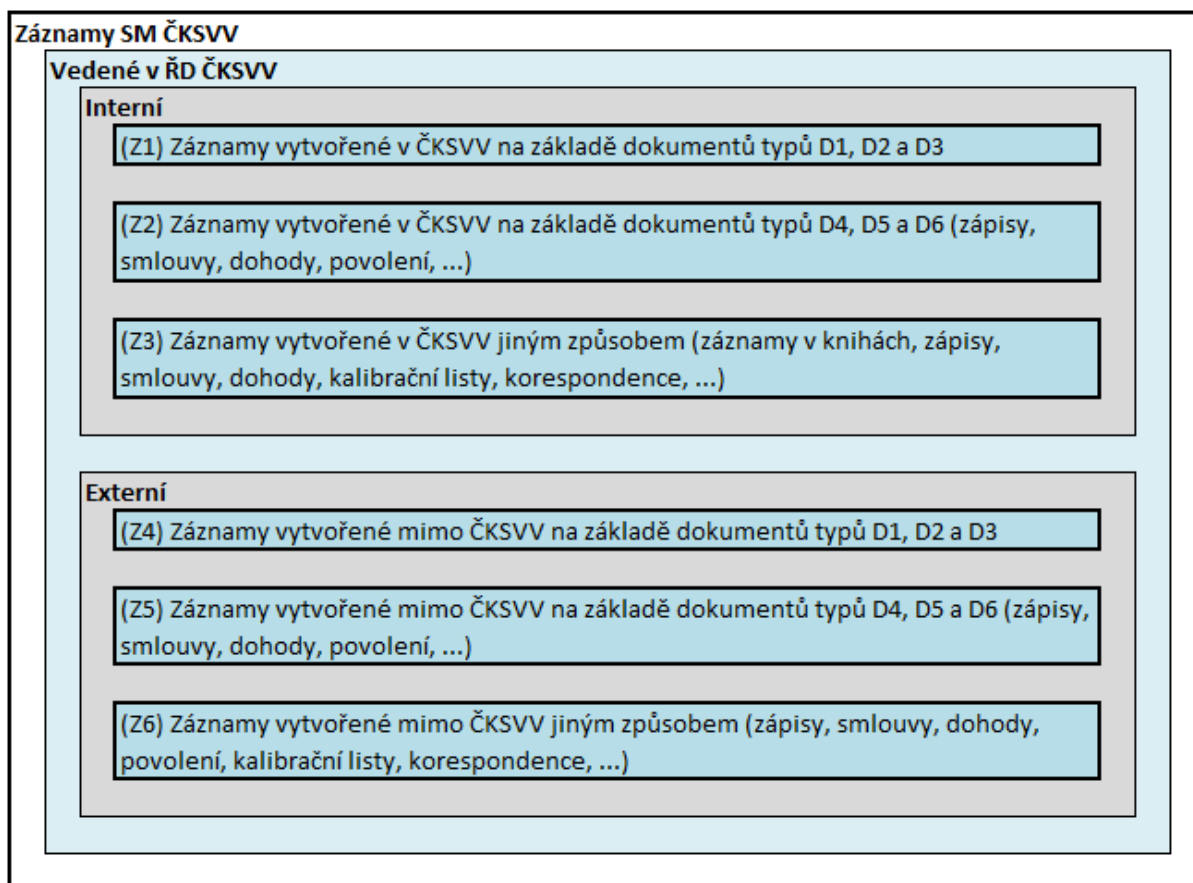 Záznamy SM ČKSVV
Vedené v ŘD ČKSVV
Interní
(Z1) Záznamy vytvořené v ČKSVV na základě dokumentů typů D1, D2 a D3
(Z2) Záznamy vytvořené v ČKSVV na základě dokumentů typů D4, D5 a D6 (zápisy,
smlouvy, dohody, povolení, ...)
(Z3) Záznamy vytvořené v ČKSVV jiným způsobem (záznamy v knihách, zápisy,
smlouvy, dohody, kalibrační listy, korespondence, ...)
Externí
(Z4) Záznamy vytvořené mimo ČKSVV na základě dokumentů typů D1, D2 a D3
(Z5) Záznamy vytvořené mimo ČKSVV na základě dokumentů typů D4, D5 a D6 (zápisy,
smlouvy, dohody, povolení, ...)
(Z6) Záznamy vytvořené mimo ČKSVV jiným způsobem (zápisy, smlouvy, dohody,
povolení, kalibrační listy, korespondence, ...)